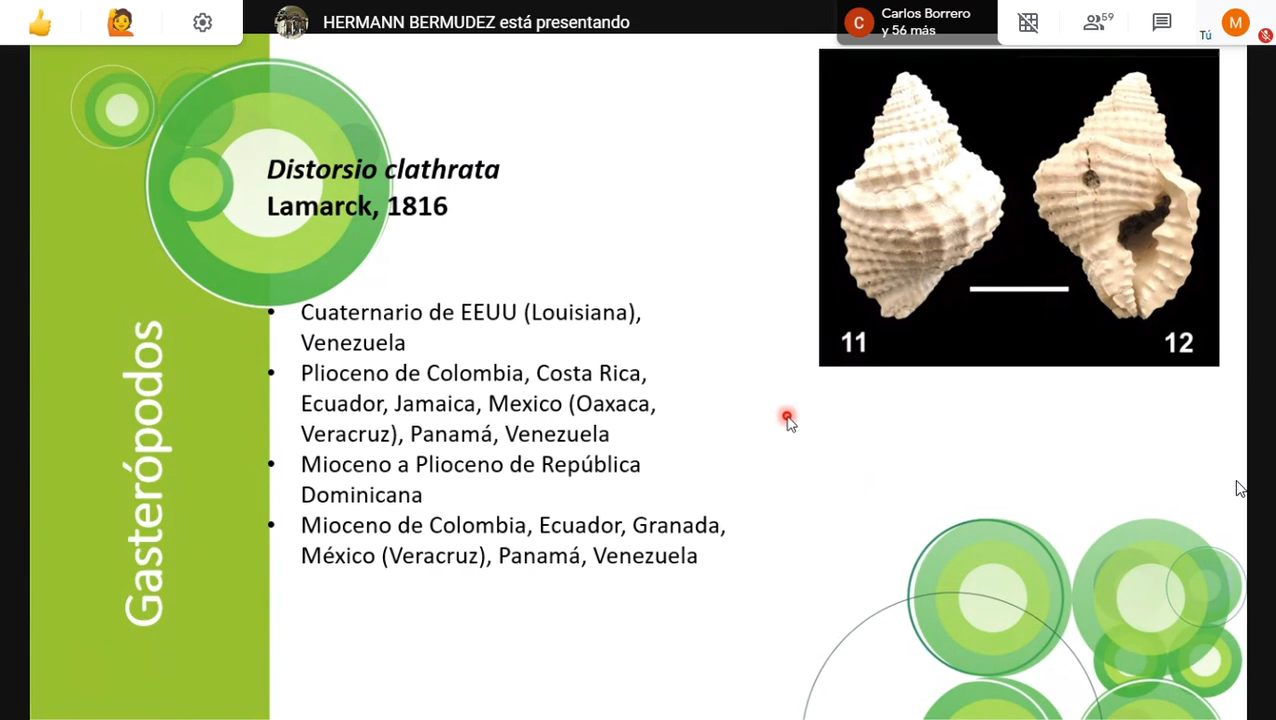 HERMANN BERMUDEZ está presentando
C
Carlos Borrero
y 56 más
59
Tú
M
Distorsio clathrata
Lamarck, 1816
Gasterópodos
• Cuaternario de EEUU (Louisiana),
Venezuela
• Plioceno de Colombia, Costa Rica,
Ecuador, Jamaica, Mexico (Oaxaca,
Veracruz), Panamá, Venezuela
• Mioceno a Plioceno de República
Dominicana
• Mioceno de Colombia, Ecuador, Granada,
México (Veracruz), Panamá, Venezuela
11
12